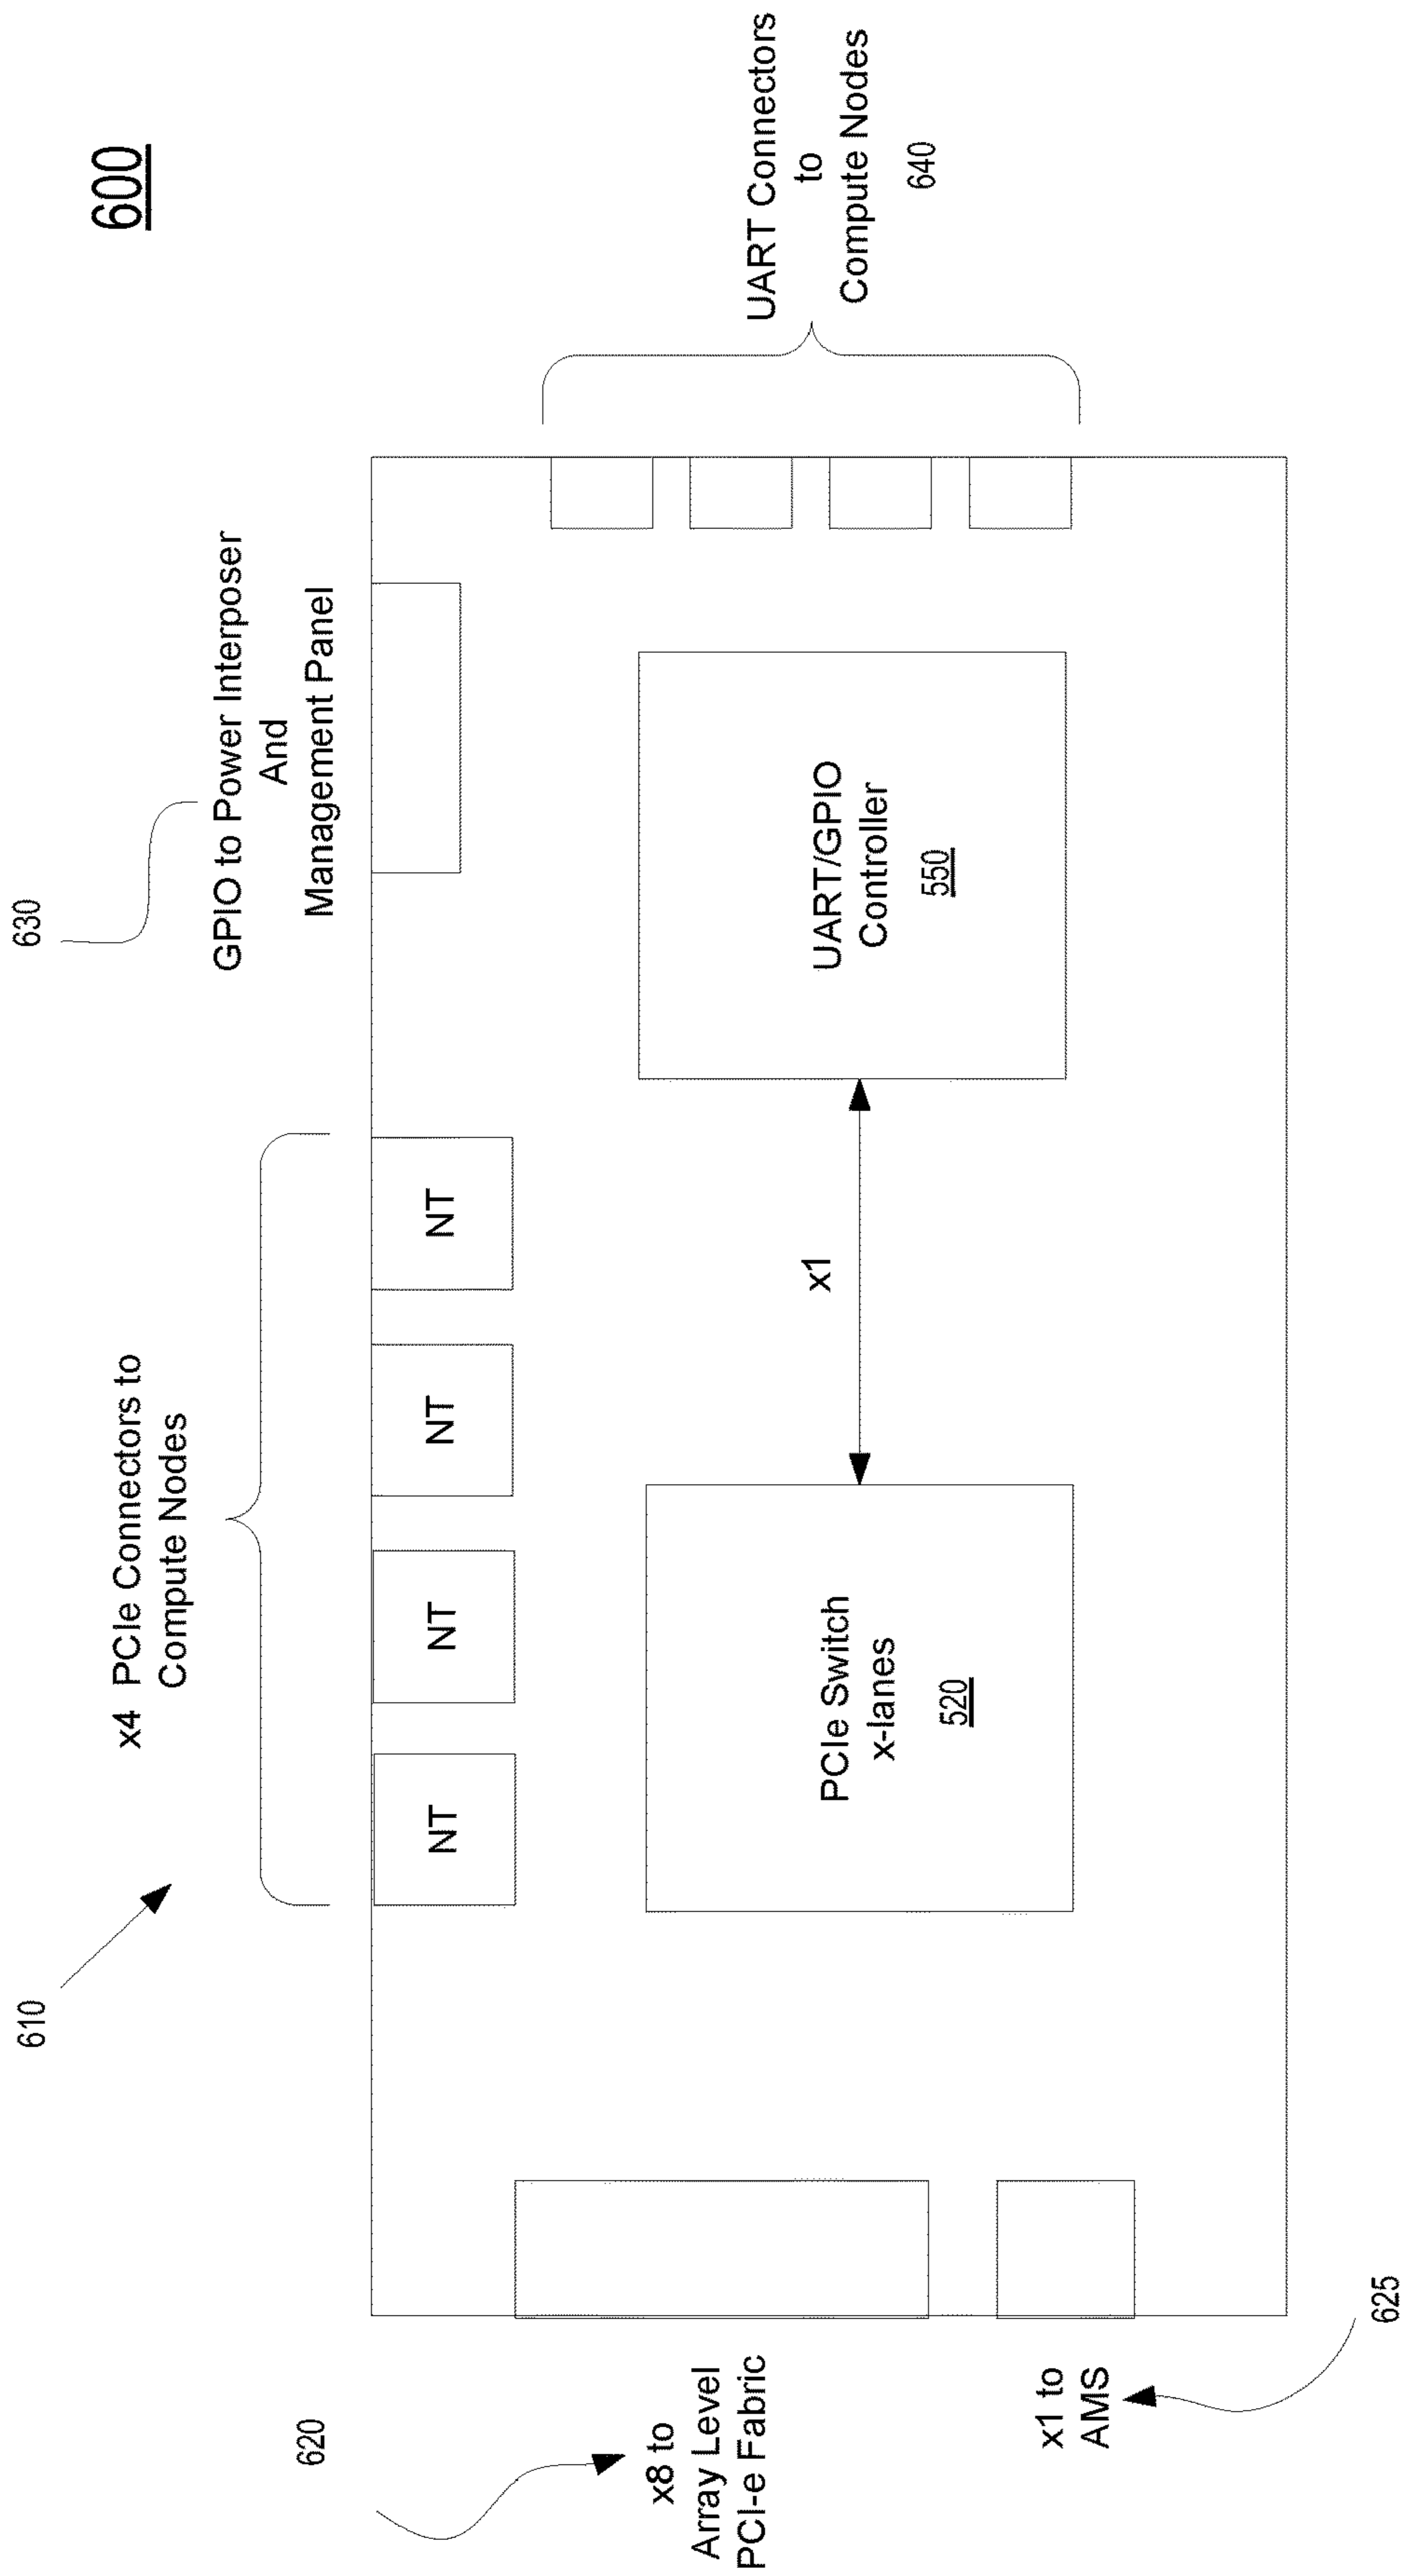 600
610
x4 PCIe Connectors to
Compute Nodes
630
GPIO to Power Interposer
And
Management Panel
NT
NT
NT
NT
620
x8 to
Array Level
PCI-e Fabric
x1 to
AMS
625
PCIe Switch
x-lanes
520
x1
UART/GPIO
Controller
550
UART Connectors
to
Compute Nodes
640